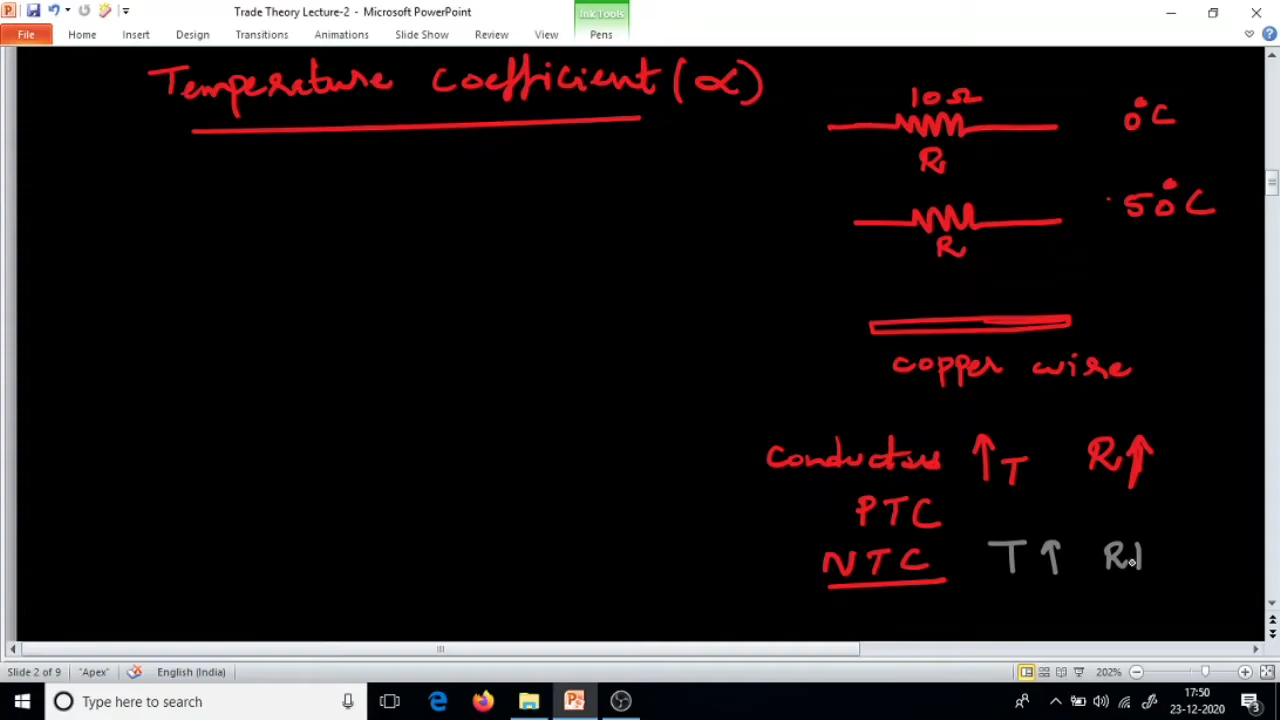 Trade Theory Lecture-2 - Microsoft PowerPoint
Ink Tools
File Home Insert Design Transitions Animations Slide Show Review View Pens
Temperature Coefficient (α)
10Ω
0°C
R
50°C
R
copper wire
Conductors ↑T R↑
PTC
NTC T↑ R
Slide 2 of 9 "Apex" English (India) 202%
Type here to search
17:50
23-12-2020
3